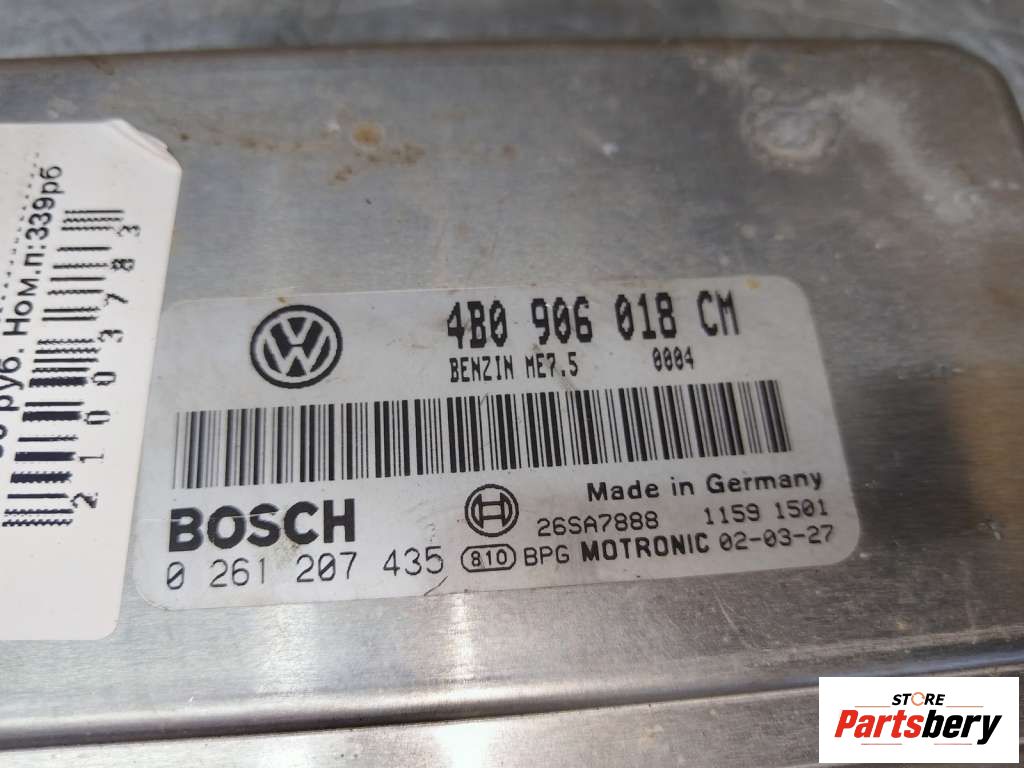 руб. Ном.п:339рб
2100003783
4B0 906 018 CM
BENZIN ME7.5 0004
Made in Germany
BOSCH 26SA7888 1159 1501
0 261 207 435 810 BPG MOTRONIC 02-03-27
STORE
Partsbery